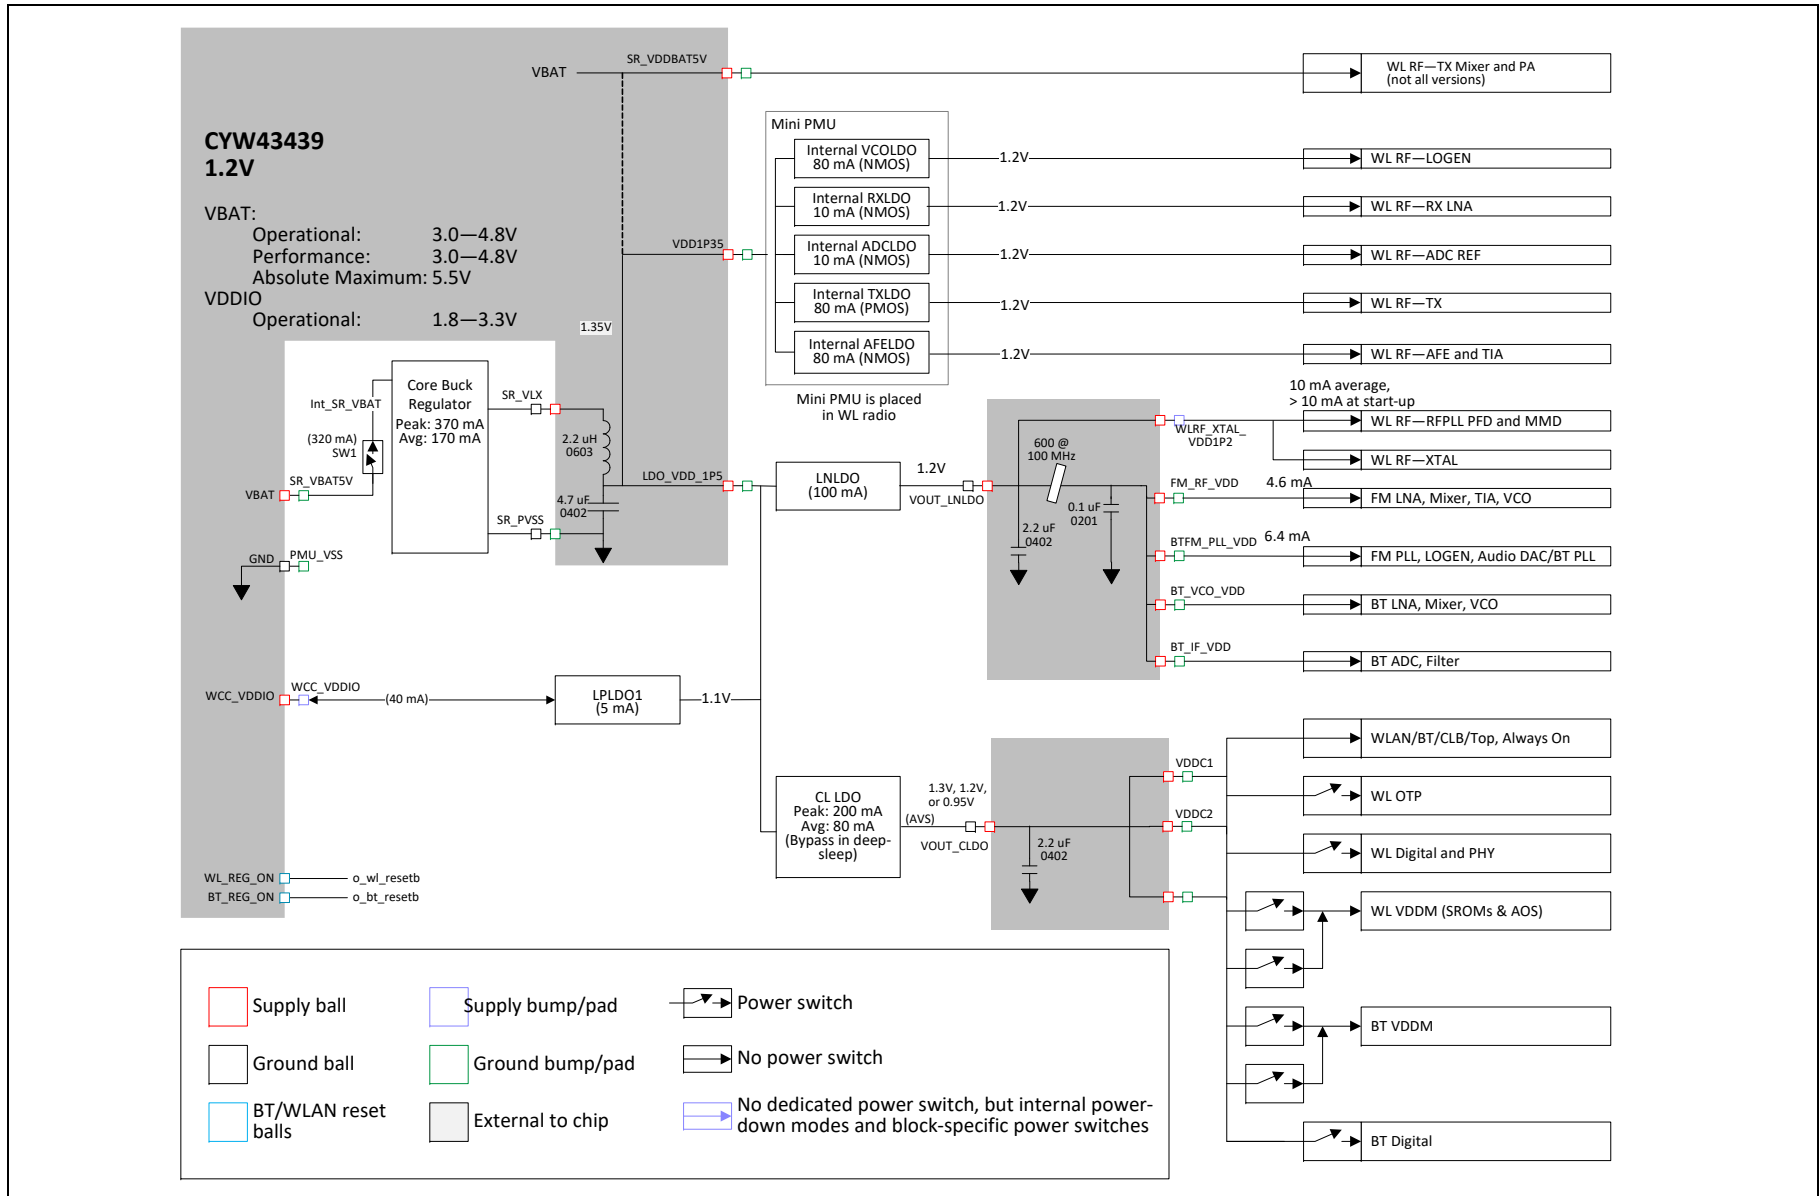 VBAT
SR_VDDBAT5V
WL RF—TX Mixer and PA
(not all versions)
CYW43439
1.2V
VBAT:
Operational: 3.0—4.8V
Performance: 3.0—4.8V
Absolute Maximum: 5.5V
VDDIO
Operational: 1.8—3.3V
Mini PMU
Internal VCOLDO
80 mA (NMOS)
1.2V
WL RF—LOGEN
Internal RXLDO
10 mA (NMOS)
1.2V
WL RF—RX LNA
VDD1P35
Internal ADCLDO
10 mA (NMOS)
1.2V
WL RF—ADC REF
Internal TXLDO
80 mA (PMOS)
1.2V
WL RF—TX
1.35V
Internal AFELDO
80 mA (NMOS)
1.2V
WL RF—AFE and TIA
Mini PMU is placed
in WL radio
Core Buck
Regulator
Peak: 370 mA
Avg: 170 mA
Int_SR_VBAT
(320 mA)
SW1
SR_VBAT5V
VBAT
SR_VLX
2.2 uH
0603
LDO_VDD_1P5
4.7 uF
0402
SR_PVSS
GND
PMU_VSS
LNLDO
(100 mA)
1.2V
VOUT_LNLDO
600 @
100 MHz
2.2 uF
0402
0.1 uF
0201
10 mA average,
> 10 mA at start-up
WLRF_XTAL_
VDD1P2
WL RF—RFPLL PFD and MMD
WL RF—XTAL
FM_RF_VDD
4.6 mA
FM LNA, Mixer, TIA, VCO
BTFM_PLL_VDD
6.4 mA
FM PLL, LOGEN, Audio DAC/BT PLL
BT_VCO_VDD
BT LNA, Mixer, VCO
BT_IF_VDD
BT ADC, Filter
WCC_VDDIO
WCC_VDDIO
(40 mA)
LPLDO1
(5 mA)
1.1V
CL LDO
Peak: 200 mA
Avg: 80 mA
(Bypass in deep-
sleep)
1.3V, 1.2V,
or 0.95V
(AVS)
VOUT_CLDO
2.2 uF
0402
VDDC1
VDDC2
WLAN/BT/CLB/Top, Always On
WL OTP
WL Digital and PHY
WL VDDM (SROMs & AOS)
BT VDDM
BT Digital
WL_REG_ON
o_wl_resetb
BT_REG_ON
o_bt_resetb
Supply ball
Supply bump/pad
Power switch
Ground ball
Ground bump/pad
No power switch
BT/WLAN reset
balls
External to chip
No dedicated power switch, but internal power-
down modes and block-specific power switches